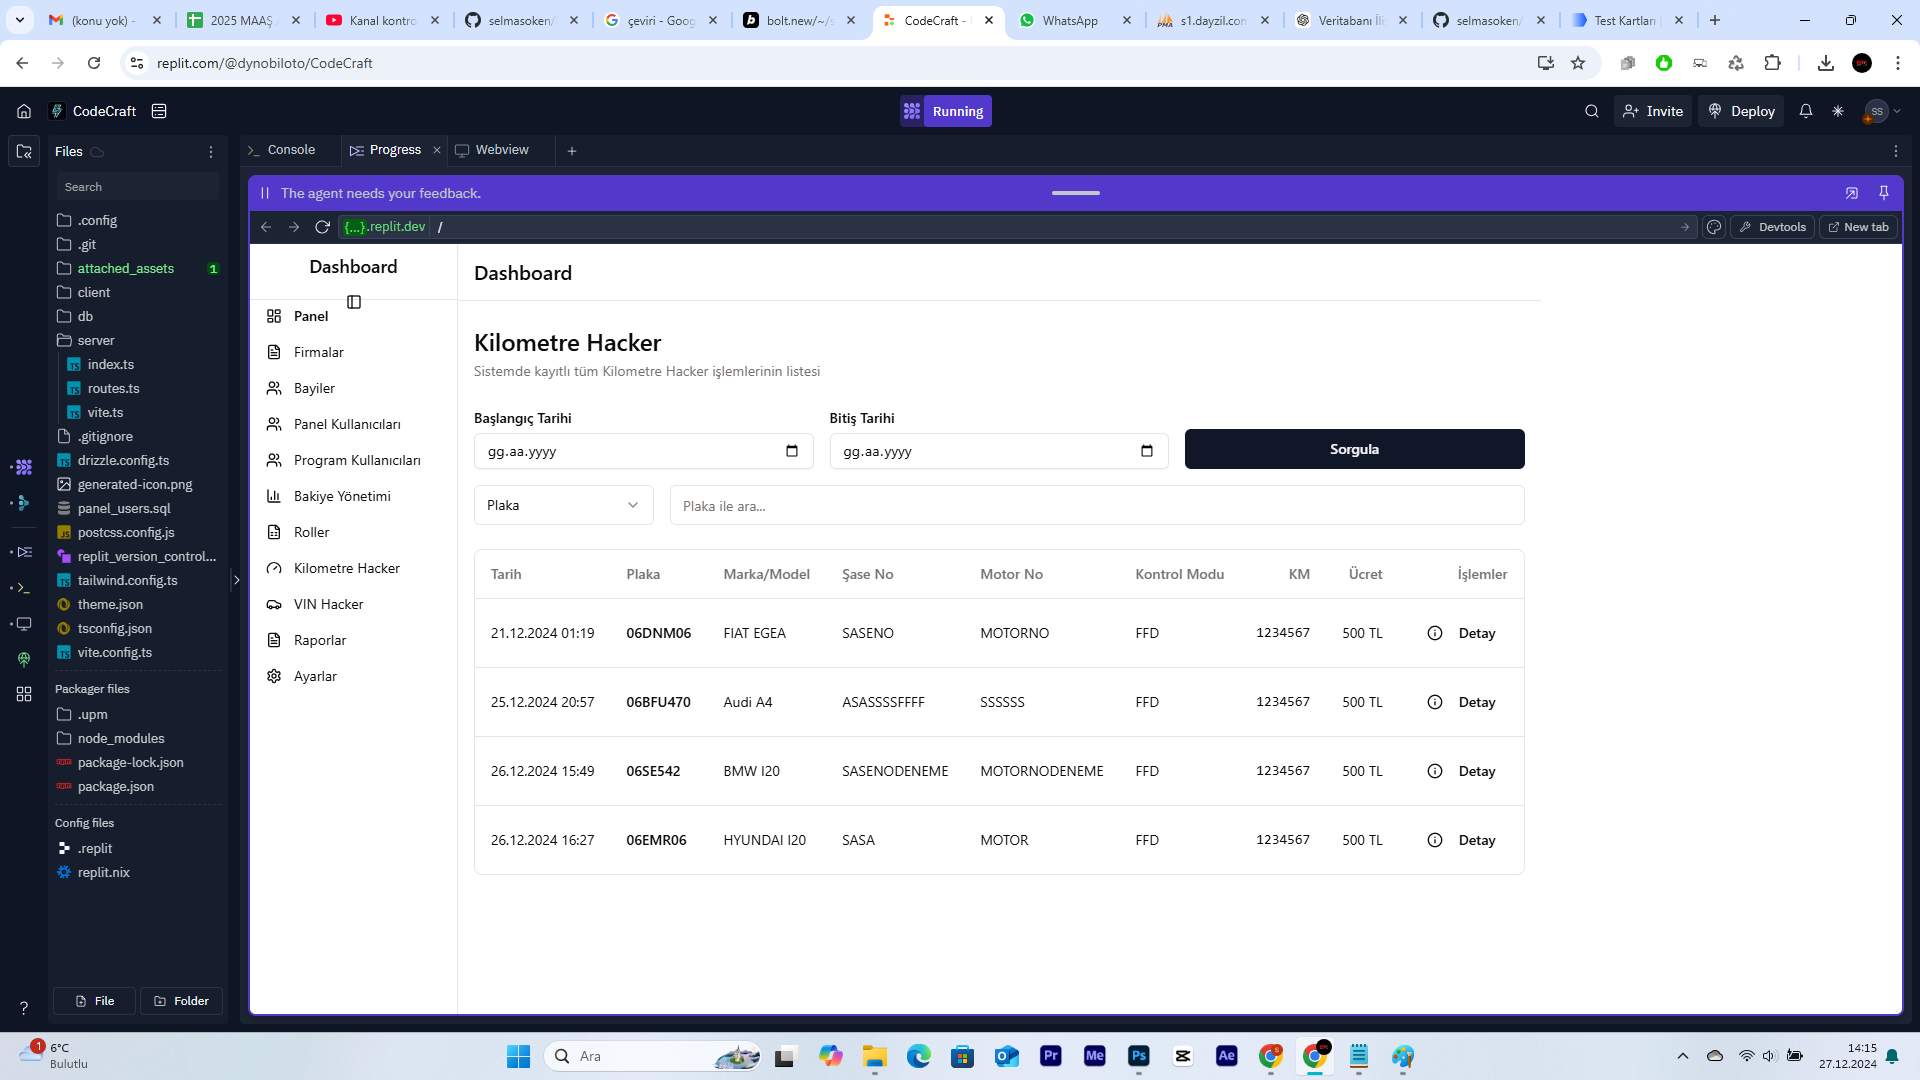 (konu yok) -
2025 MAAŞ
Kanal kontro
selmasoken/
çeviri - Goog
bolt.new/~/s
CodeCraft -
WhatsApp
s1.dayzil.com
Veritabanı İli
selmasoken/
Test Kartları
replit.com/@dynobiloto/CodeCraft
CodeCraft
Running
Invite
Deploy
SS
Files
Console
Progress
Webview
Search
The agent needs your feedback.
{...}.replit.dev /
Devtools
New tab
.config
.git
attached_assets 1
client
db
server
index.ts
routes.ts
vite.ts
.gitignore
drizzle.config.ts
generated-icon.png
panel_users.sql
postcss.config.js
replit_version_control...
tailwind.config.ts
theme.json
tsconfig.json
vite.config.ts
Packager files
.upm
node_modules
package-lock.json
package.json
Config files
.replit
replit.nix
File
Folder
Dashboard
Panel
Firmalar
Bayiler
Panel Kullanıcıları
Program Kullanıcıları
Bakiye Yönetimi
Roller
Kilometre Hacker
VIN Hacker
Raporlar
Ayarlar
Dashboard
Kilometre Hacker
Sistemde kayıtlı tüm Kilometre Hacker işlemlerinin listesi
Başlangıç Tarihi
Bitiş Tarihi
gg.aa.yyyy
gg.aa.yyyy
Sorgula
Plaka
Plaka ile ara...
Tarih Plaka Marka/Model Şase No Motor No Kontrol Modu KM Ücret İşlemler
21.12.2024 01:19 06DNM06 FIAT EGEA SASENO MOTORNO FFD 1234567 500 TL Detay
25.12.2024 20:57 06BFU470 Audi A4 ASASSSSFFFF SSSSSS FFD 1234567 500 TL Detay
26.12.2024 15:49 06SE542 BMW I20 SASENODENEME MOTORNODENEME FFD 1234567 500 TL Detay
26.12.2024 16:27 06EMR06 HYUNDAI I20 SASA MOTOR FFD 1234567 500 TL Detay
1
6°C
Bulutlu
Ara
Pr
Me
Ps
Ae
14:15
27.12.2024